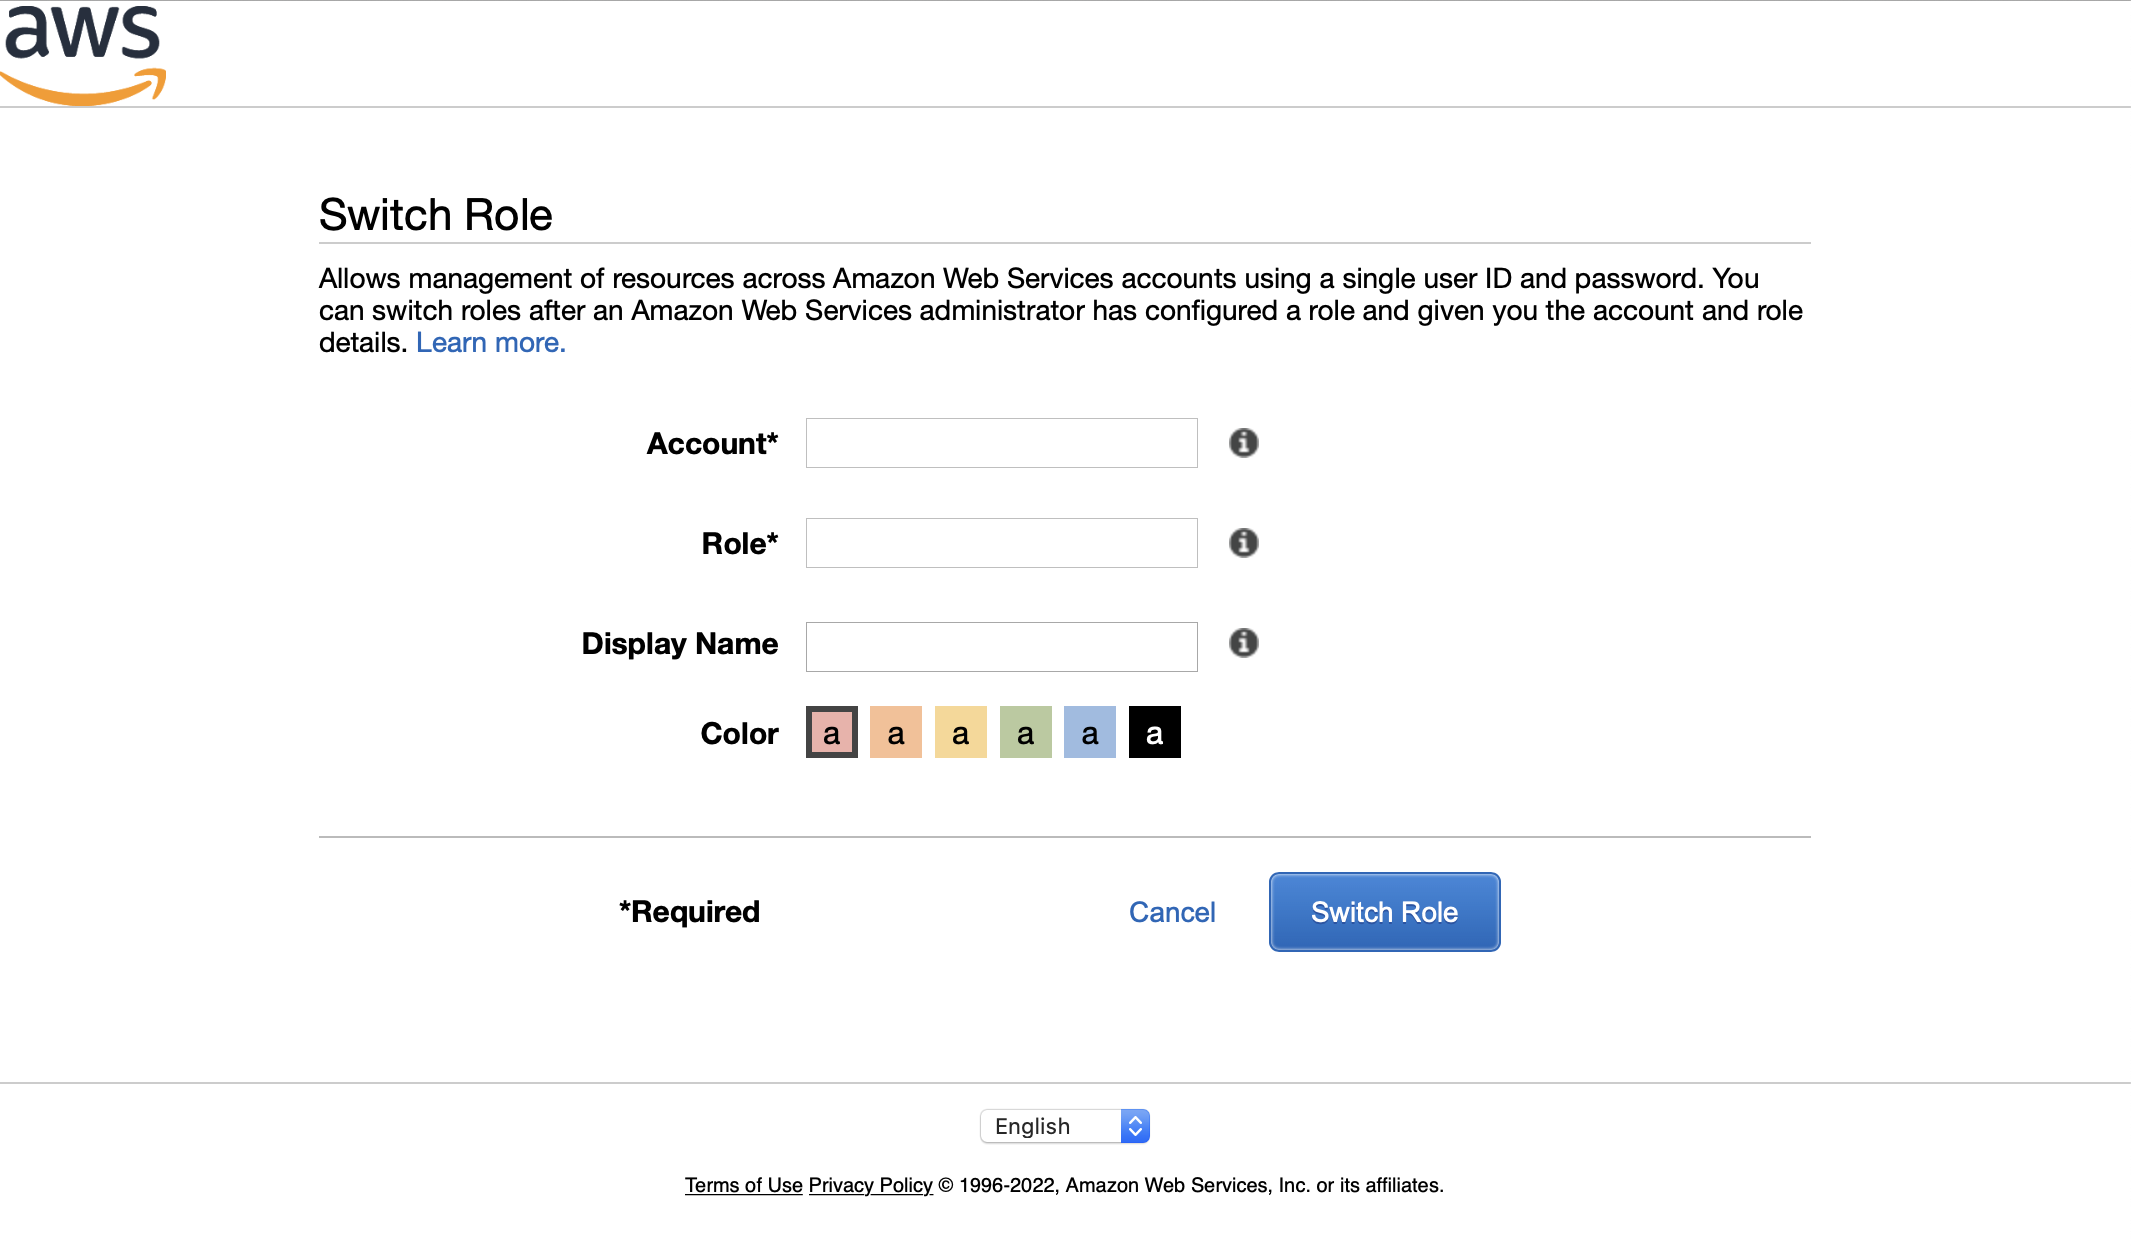 aws
Switch Role
Allows management of resources across Amazon Web Services accounts using a single user ID and password. You
can switch roles after an Amazon Web Services administrator has configured a role and given you the account and role
details. Learn more.
Account*
Role*
Display Name
Color a a a a a a
*Required Cancel Switch Role
English
Terms of Use Privacy Policy © 1996-2022, Amazon Web Services, Inc. or its affiliates.